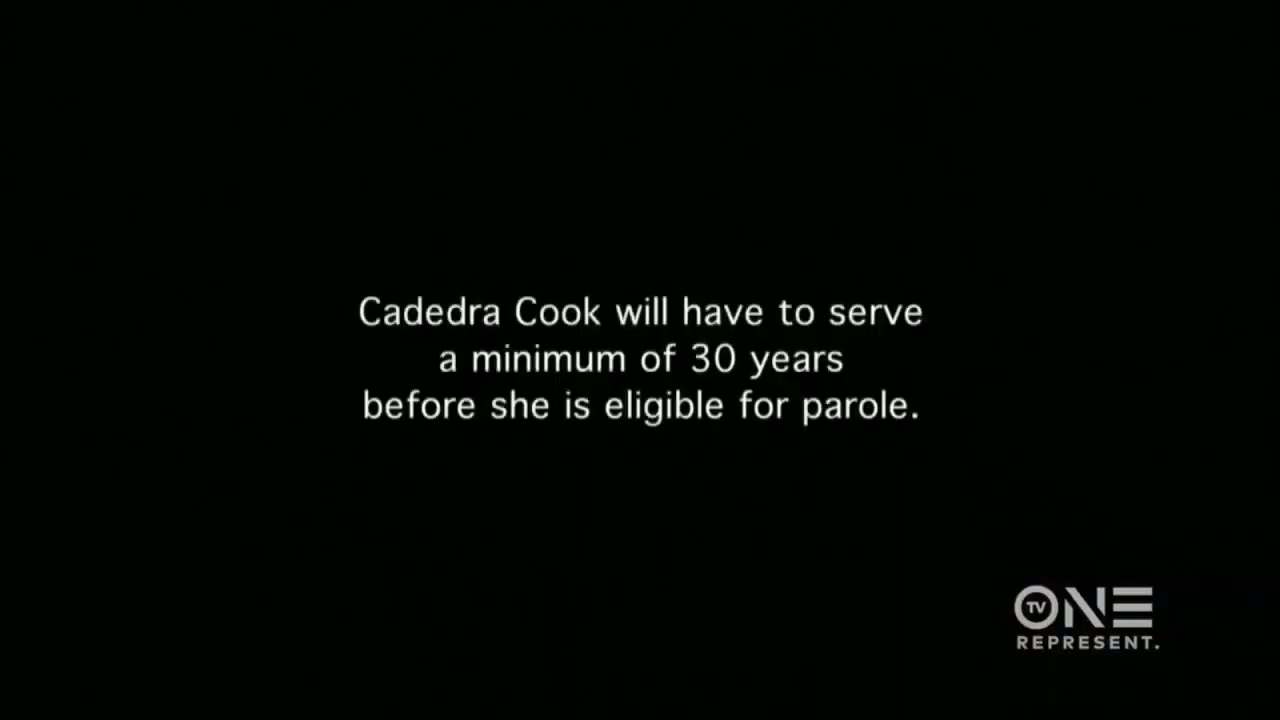 Cadedra Cook will have to serve
a minimum of 30 years
before she is eligible for parole.
TV ONE
REPRESENT.